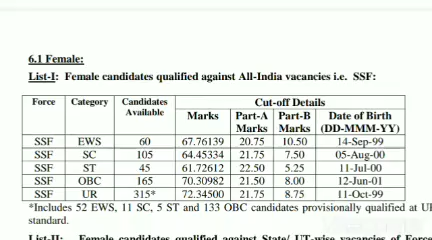 6.1 Female:
List-I: Female candidates qualified against All-India vacancies i.e. SSF:
Force Category Candidates Available Cut-off Details
Marks Part-A Marks Part-B Marks Date of Birth (DD-MMM-YY)
SSF EWS 60 67.76139 20.75 10.50 14-Sep-99
SSF SC 105 64.45334 21.75 7.50 05-Aug-00
SSF ST 45 61.72612 22.50 5.25 11-Jul-00
SSF OBC 165 70.30982 21.50 8.00 12-Jun-01
SSF UR 315* 72.34500 21.75 8.75 11-Oct-99
*Includes 52 EWS, 11 SC, 5 ST and 133 OBC candidates provisionally qualified at UR
standard.
List-II: Female candidates qualified against State/ UT-wise vacancies of Force